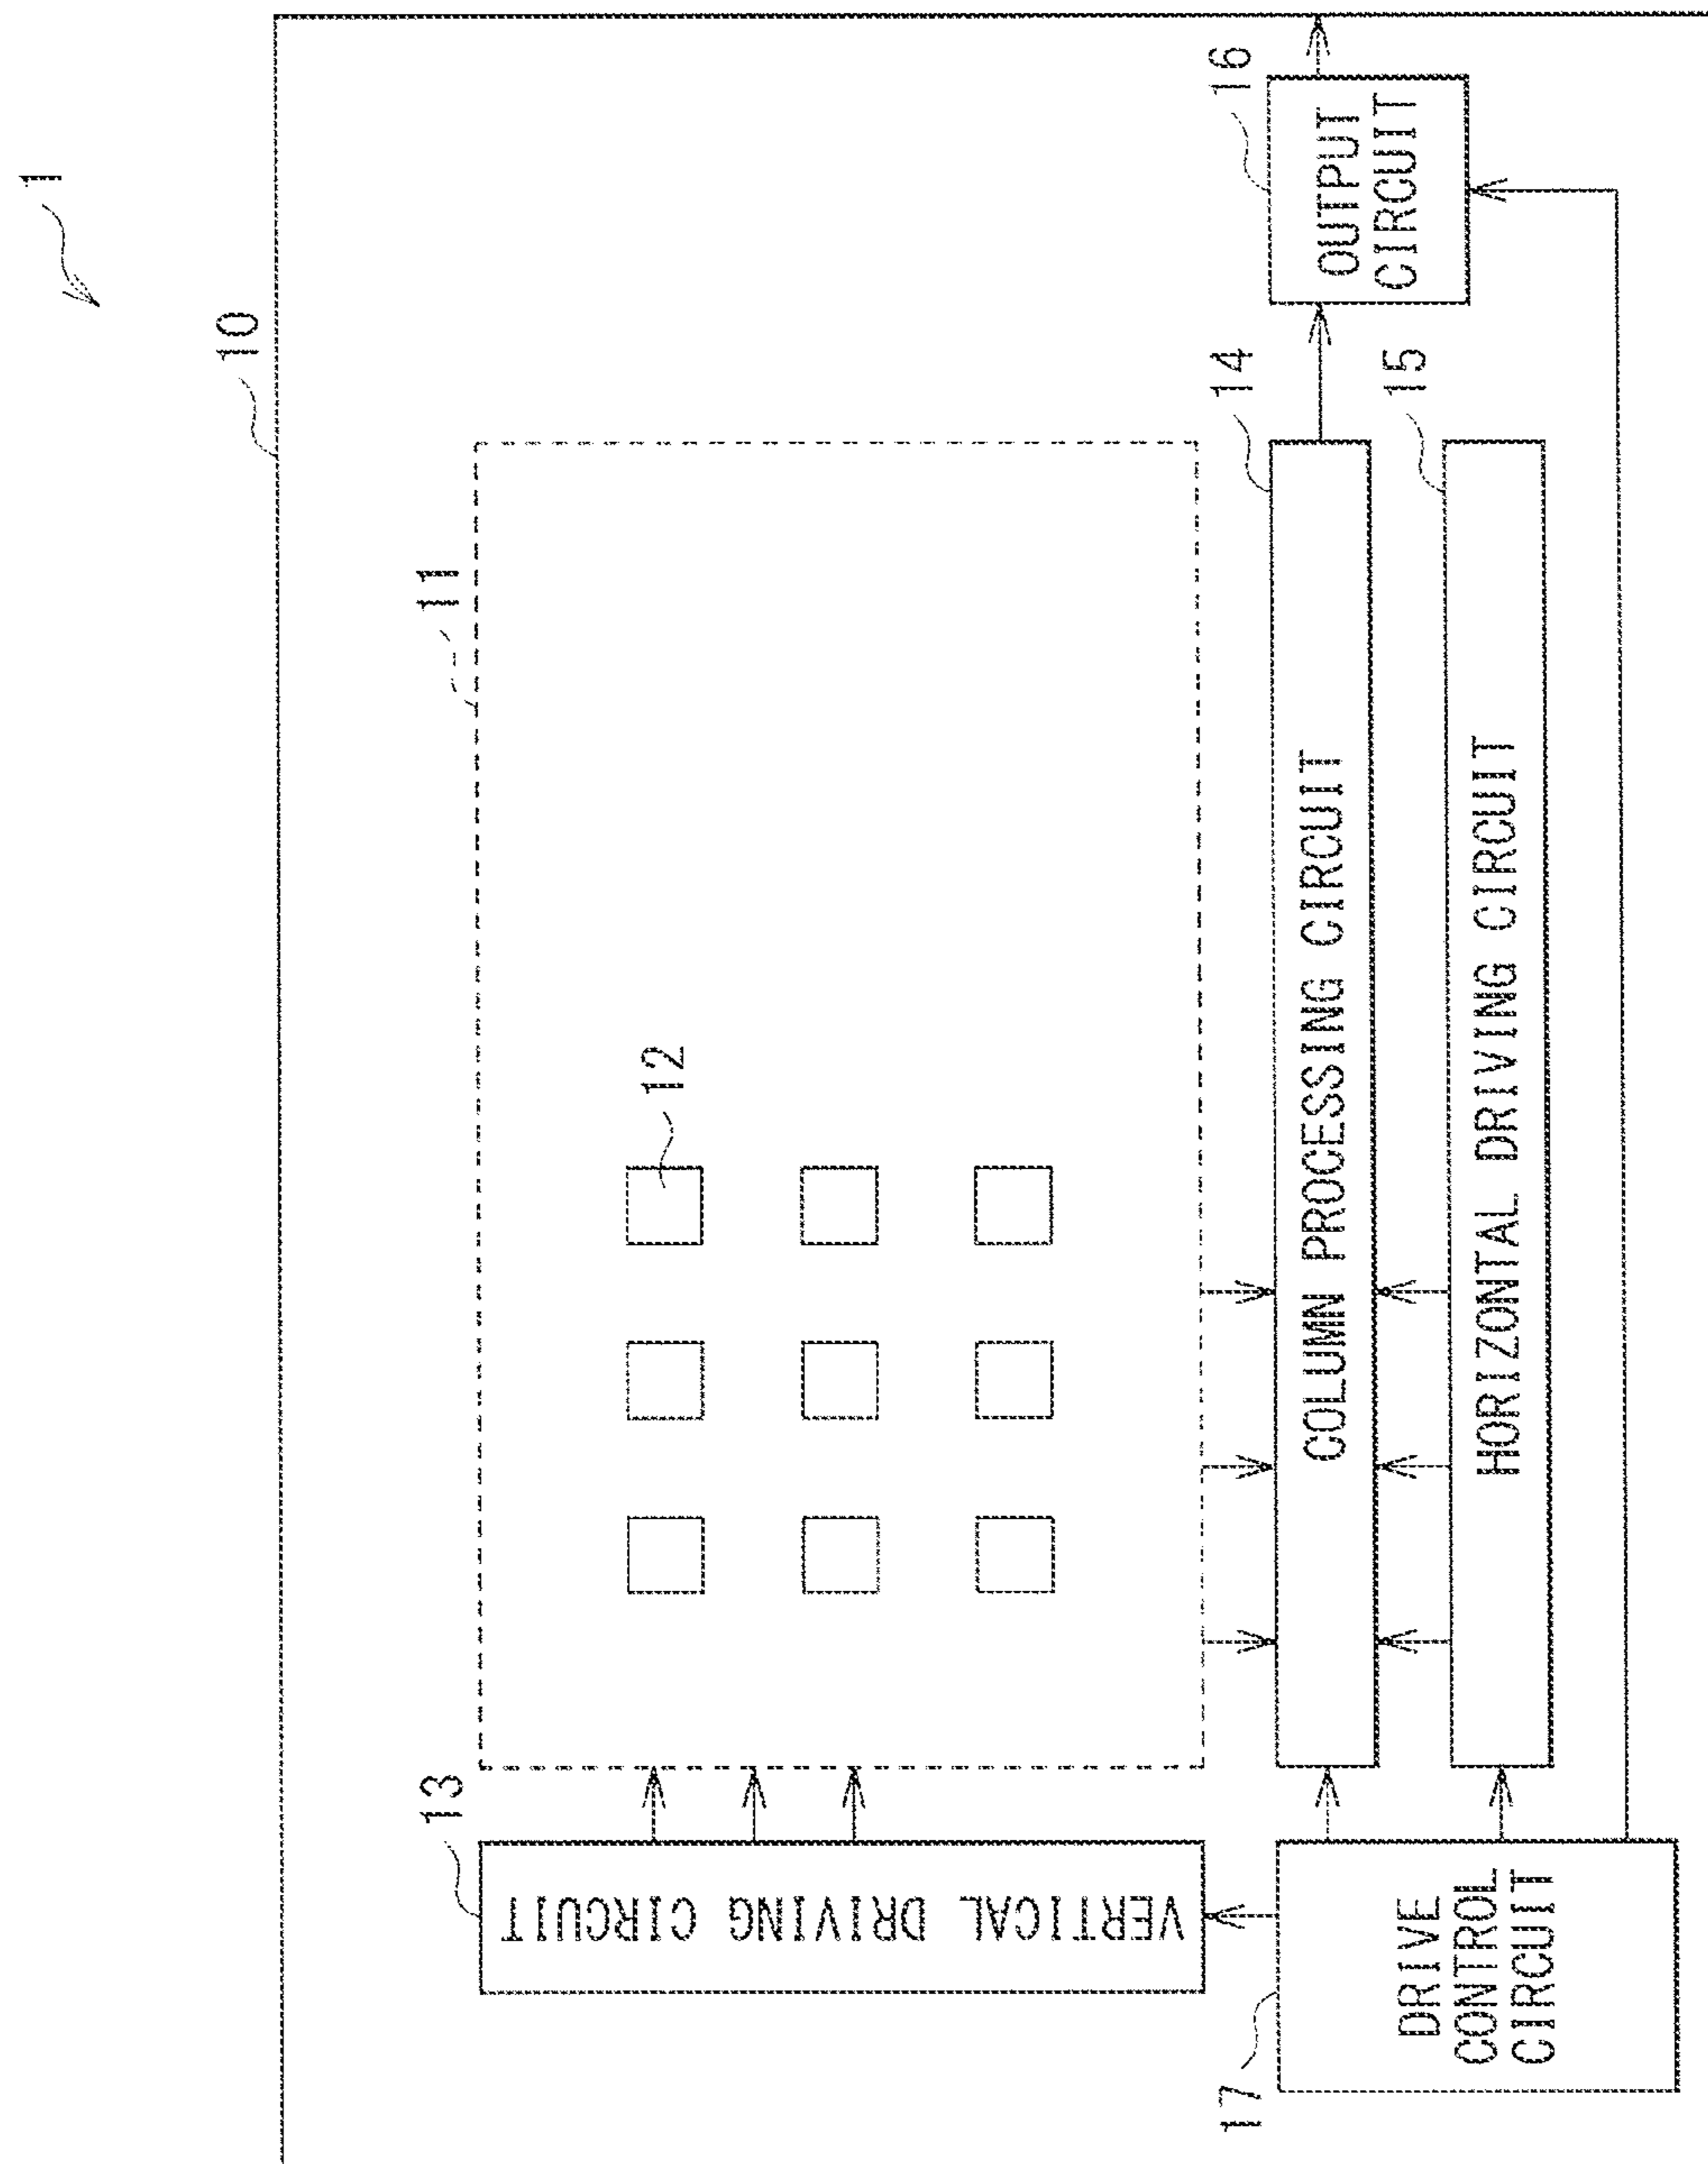 1
10
11
12
13
VERTICAL DRIVING CIRCUIT
14
COLUMN PROCESSING CIRCUIT
15
HORIZONTAL DRIVING CIRCUIT
16
OUTPUT
CIRCUIT
17
DRIVE
CONTROL
CIRCUIT